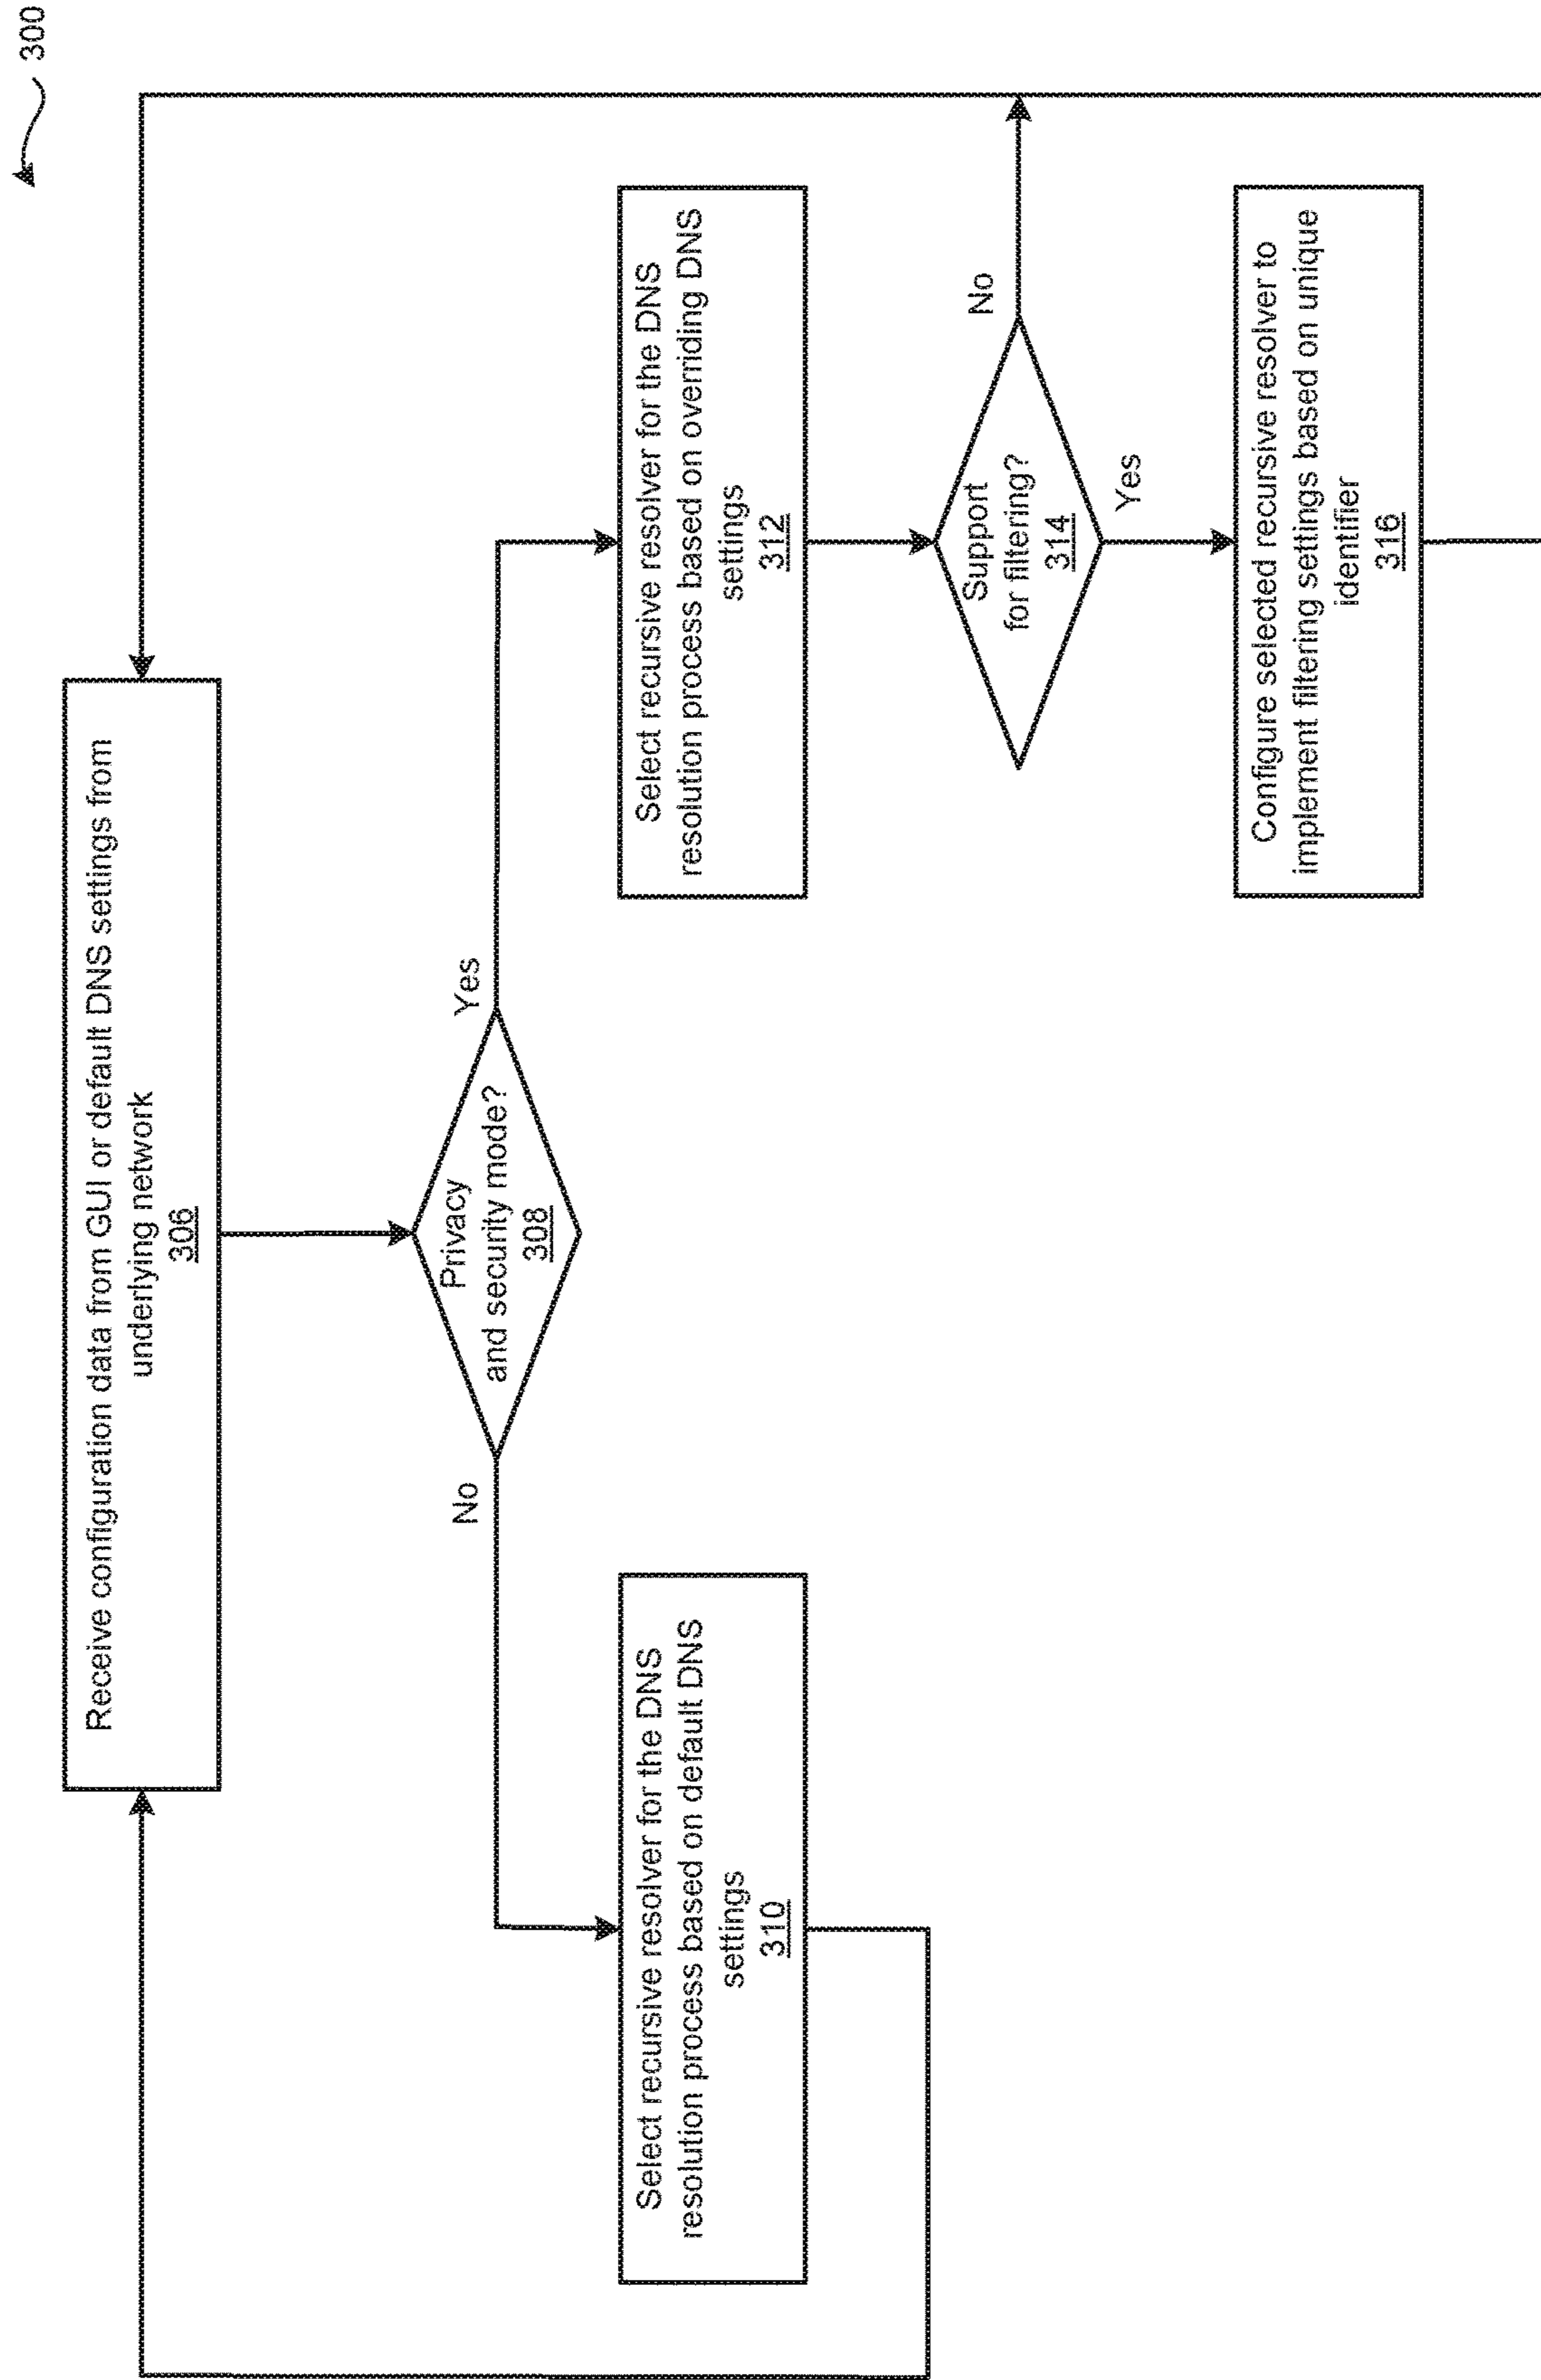 300
Receive configuration data from GUI or default DNS settings from
underlying network
306
Privacy
and security mode?
308
No
Yes
Select recursive resolver for the DNS
resolution process based on default DNS
settings
310
Select recursive resolver for the DNS
resolution process based on overriding DNS
settings
312
Support
for filtering?
314
No
Yes
Configure selected recursive resolver to
implement filtering settings based on unique
identifier
316